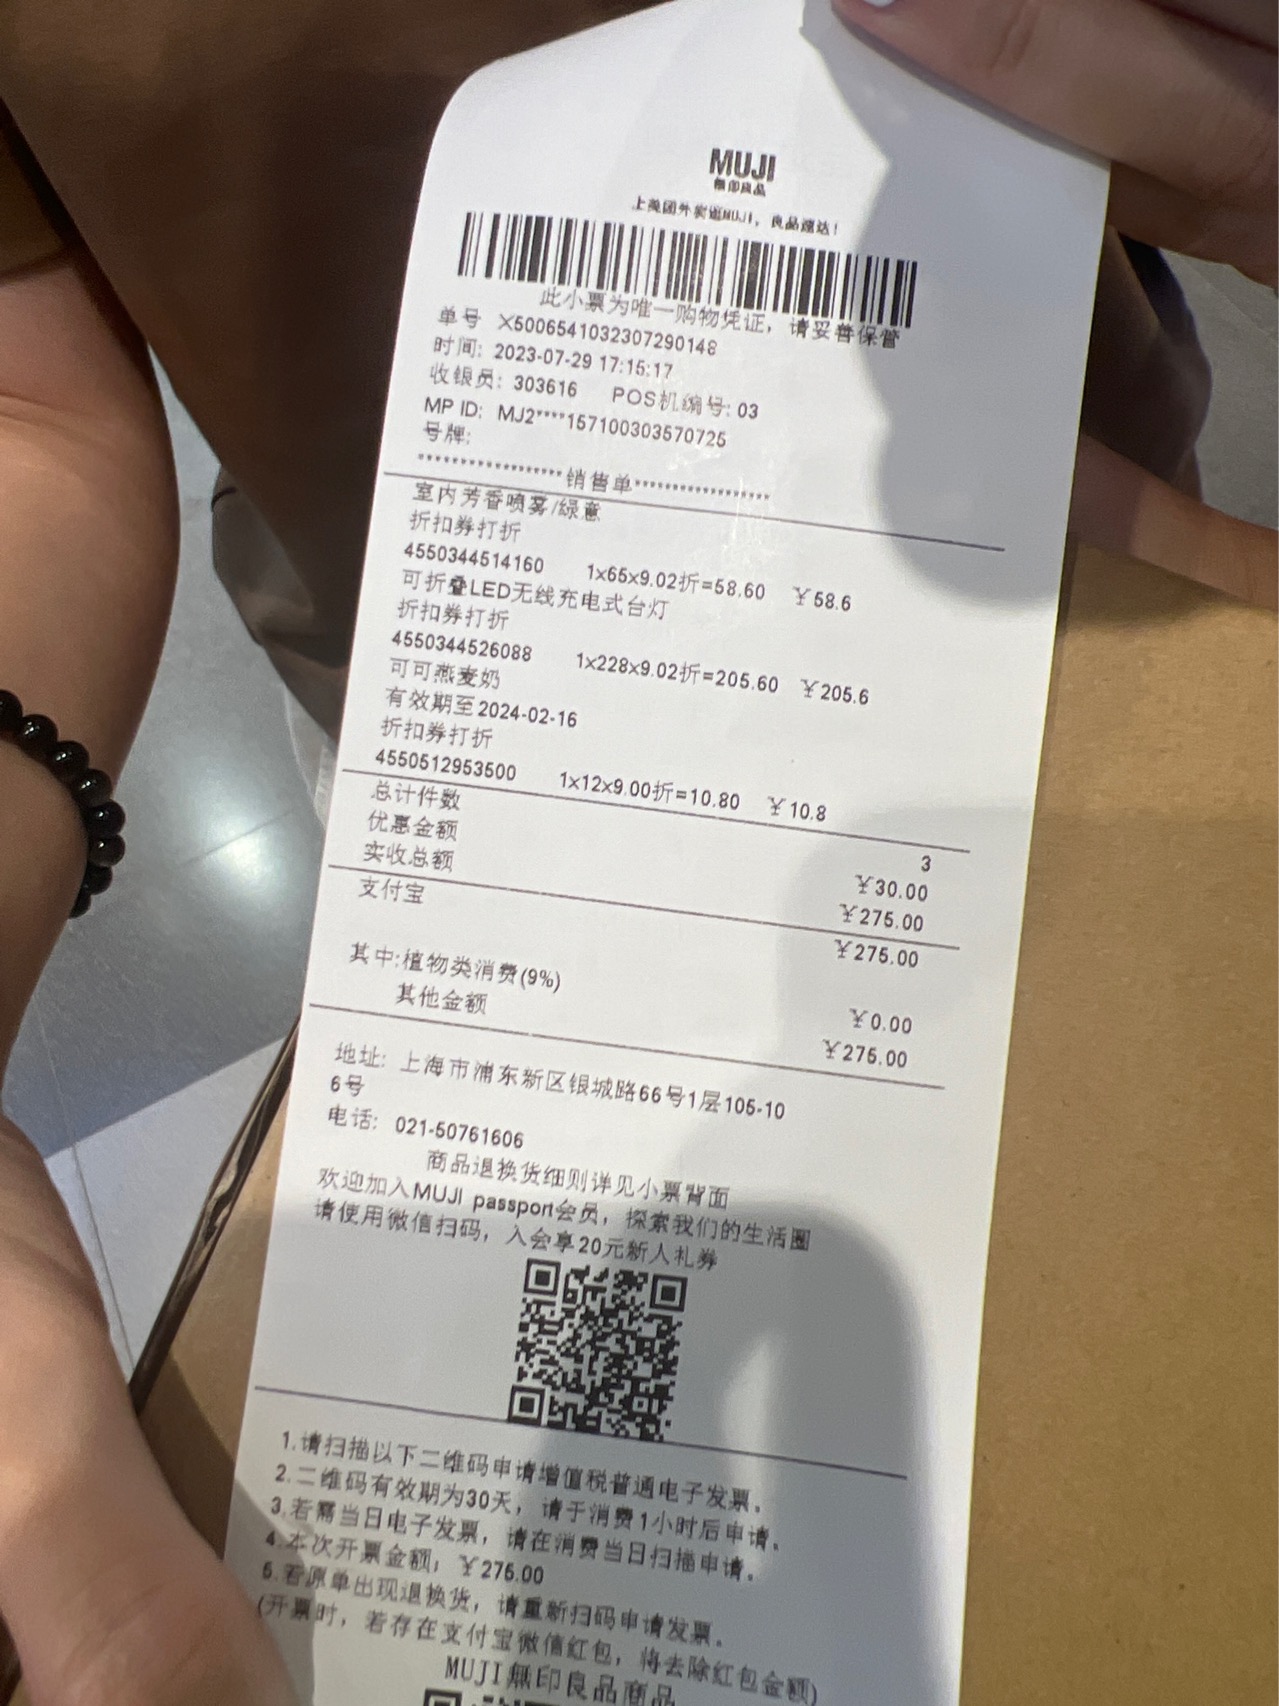 MUJI
無印良品
上美团外卖逛MUJI，良品速达！
此小票为唯一购物凭证，请妥善保管
单号 X5006541032307290148
时间: 2023-07-29 17:15:17
收银员: 303616 POS机编号: 03
MP ID: MJ2****157100303570725
号牌:
******************销售单*****************
室内芳香喷雾/绿意
折扣券打折
4550344514160 1x65x9.02折=58.60 ¥58.6
可折叠LED无线充电式台灯
折扣券打折
4550344526088 1x228x9.02折=205.60 ¥205.6
可可燕麦奶
有效期至2024-02-16
折扣券打折
4550512953500 1x12x9.00折=10.80 ¥10.8
总计件数 3
优惠金额 ¥30.00
实收总额 ¥275.00
支付宝 ¥275.00
其中:植物类消费(9%) ¥0.00
其他金额 ¥275.00
地址: 上海市浦东新区银城路66号1层105-10
6号
电话: 021-50761606
商品退换货细则详见小票背面
欢迎加入MUJI passport会员，探索我们的生活圈
请使用微信扫码，入会享20元新人礼券
1.请扫描以下二维码申请增值税普通电子发票。
2.二维码有效期为30天，请于消费1小时后申请。
3.若需当日电子发票，请在消费当日扫描申请。
4.本次开票金额：¥275.00
5.若原单出现退换货，请重新扫码申请发票。
(开票时，若存在支付宝微信红包，将去除红包金额)
MUJI無印良品商品